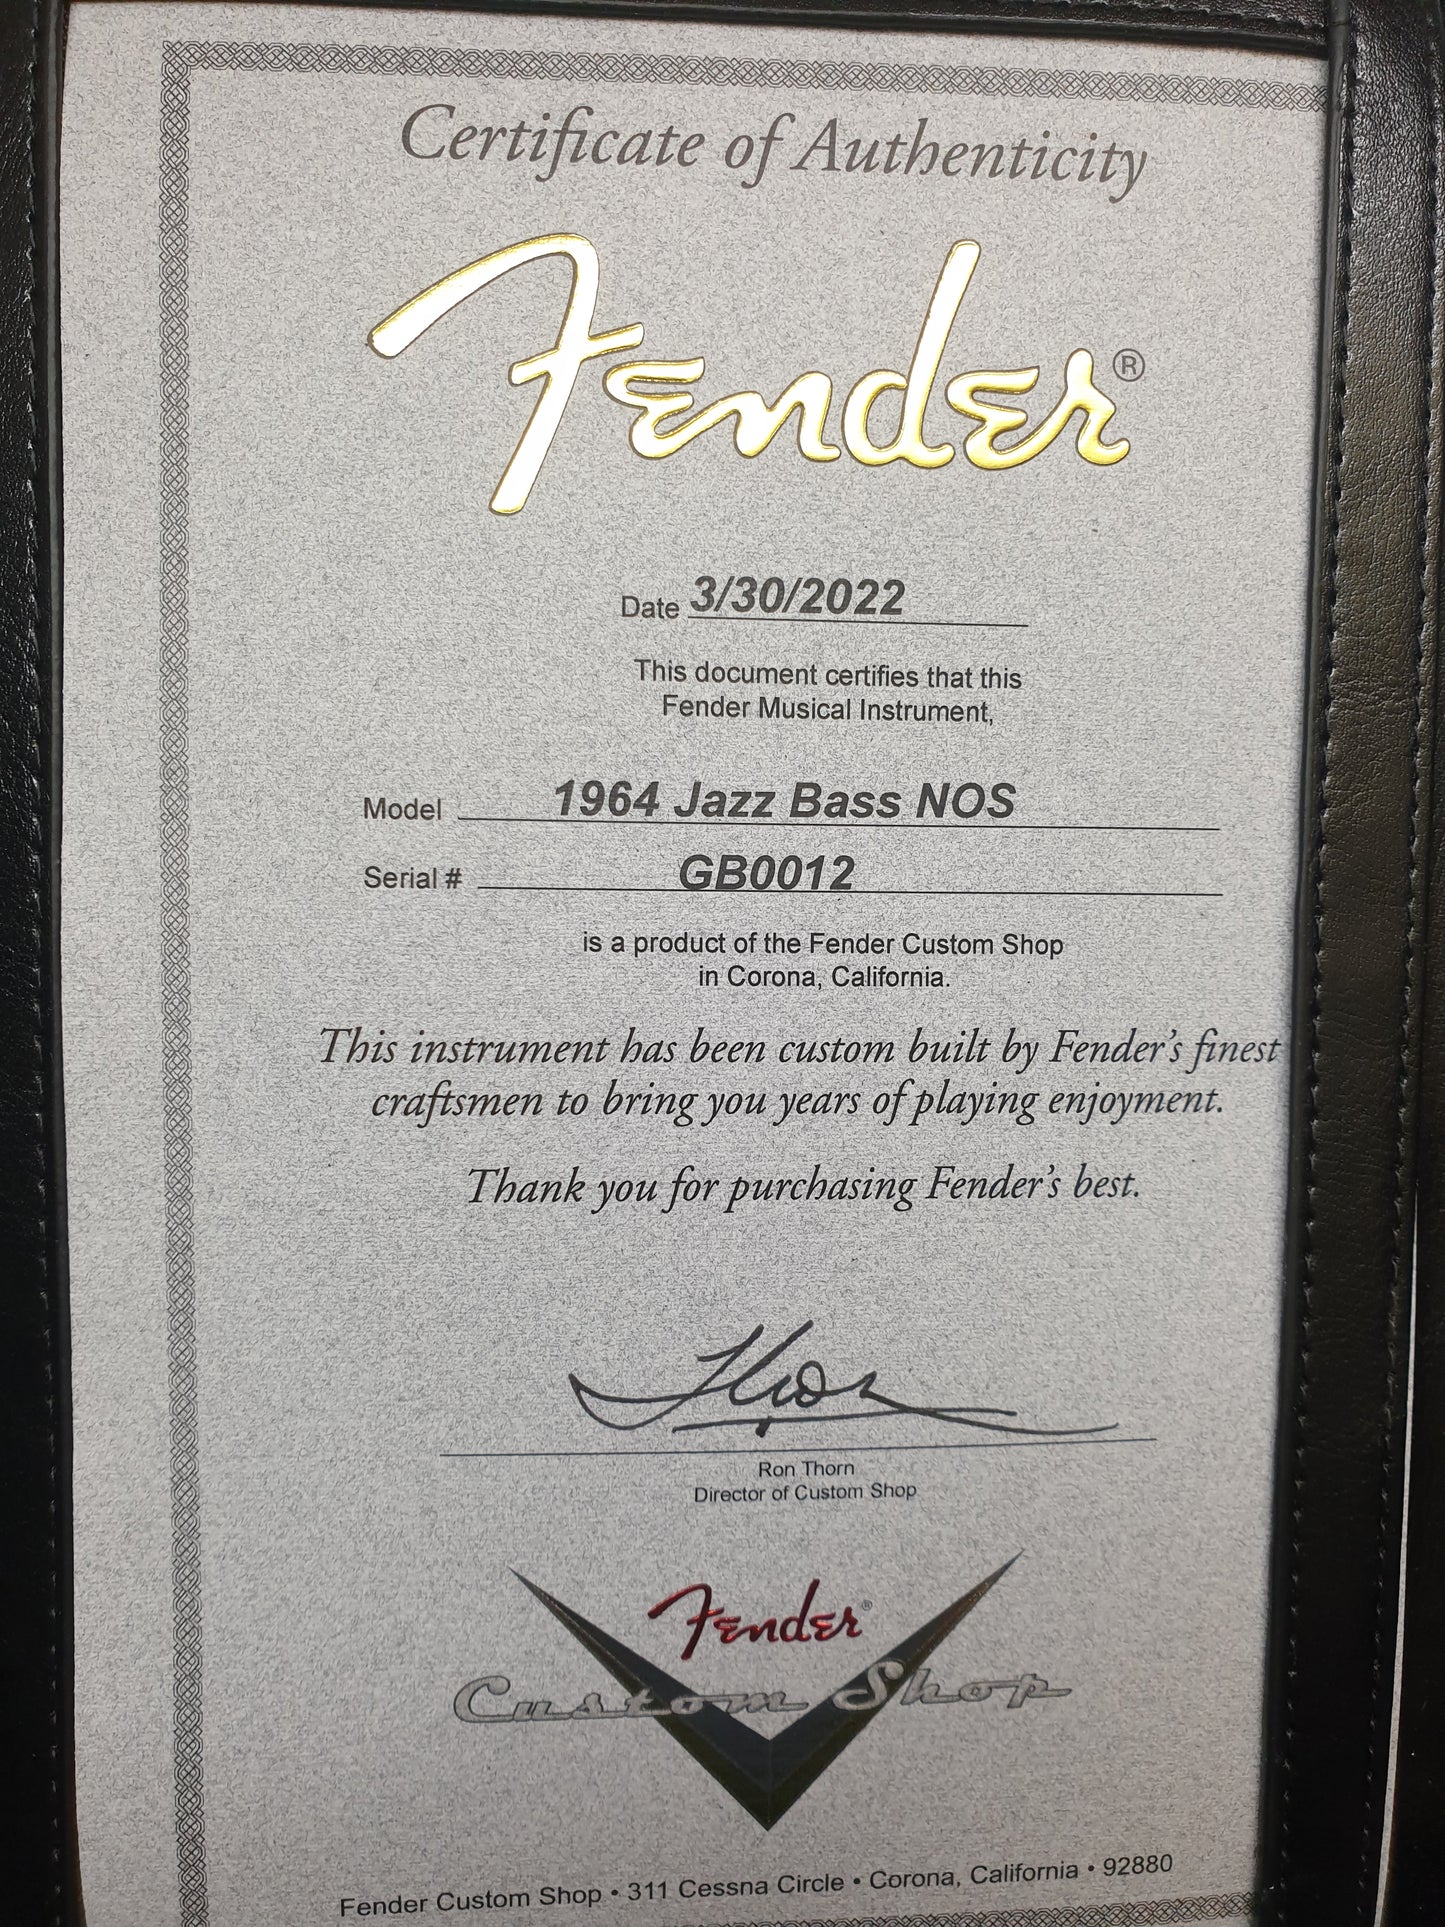 Certificate of Authenticity
Fender®
Date 3/30/2022
This document certifies that this
Fender Musical Instrument,
Model 1964 Jazz Bass NOS
Serial # GB0012
is a product of the Fender Custom Shop
in Corona, California.
This instrument has been custom built by Fender's finest
craftsmen to bring you years of playing enjoyment.
Thank you for purchasing Fender's best.
Ron Thorn
Director of Custom Shop
Fender®
Custom Shop
Fender Custom Shop • 311 Cessna Circle • Corona, California • 92880